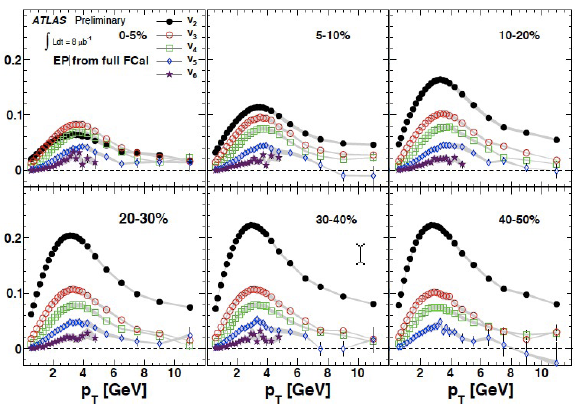 ATLAS Preliminary
∫ Ldt = 8 μb⁻¹
0-5%
EP from full FCal
v₂
v₃
v₄
v₅
v₆
5-10%
10-20%
0.2
0.1
0
20-30%
30-40%
40-50%
0.2
0.1
0
2 4 6 8 10 2 4 6 8 10 2 4 6 8 10
p_T [GeV] p_T [GeV] p_T [GeV]